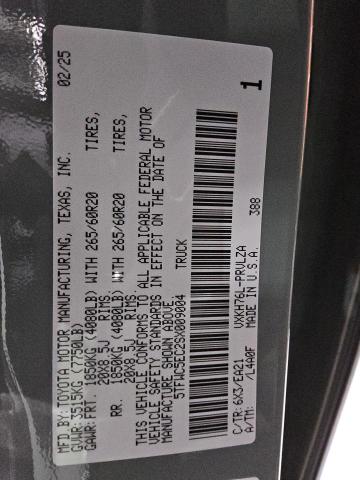 MFD.BY:TOYOTA MOTOR MANUFACTURING, TEXAS, INC. 02/25
GVWR:3515KG (7750LB)
GAWR:FRT. 1850KG (4080LB) WITH 265/60R20 TIRES,
20X8.5J RIMS,
RR. 1850KG (4080LB) WITH 265/60R20 TIRES,
20X8.5J RIMS.
THIS VEHICLE CONFORMS TO ALL APPLICABLE FEDERAL MOTOR
VEHICLE SAFETY STANDARDS IN EFFECT ON THE DATE OF
MANUFACTURE SHOWN ABOVE.
5TFWC5EC2SX009004 TRUCK
1
388
C/TR: 6X3/EA21 VXKH76L-PRVLZA
A/TM: /L4A0F MADE IN U.S.A.